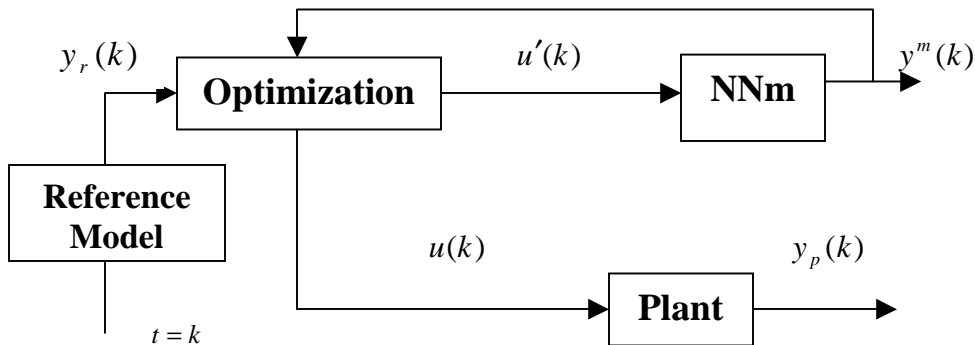 y_r(k)
u′(k)
y^m(k)
Optimization
NNm
Reference
Model
u(k)
y_p(k)
Plant
t = k